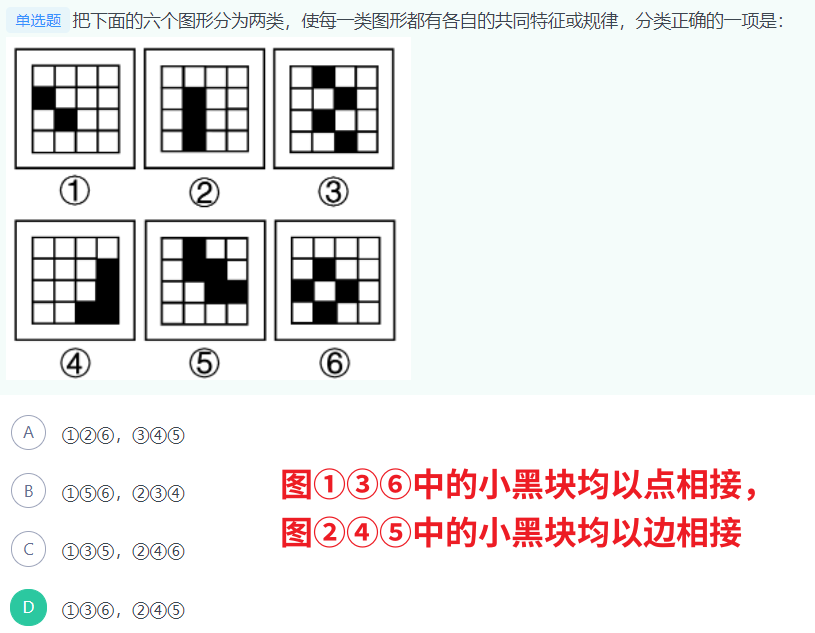 单选题 把下面的六个图形分为两类，使每一类图形都有各自的共同特征或规律，分类正确的一项是：
① ② ③
④ ⑤ ⑥
A ①②⑥，③④⑤
B ①⑤⑥，②③④
C ①③⑤，②④⑥
D ①③⑥，②④⑤
图①③⑥中的小黑块均以点相接，
图②④⑤中的小黑块均以边相接